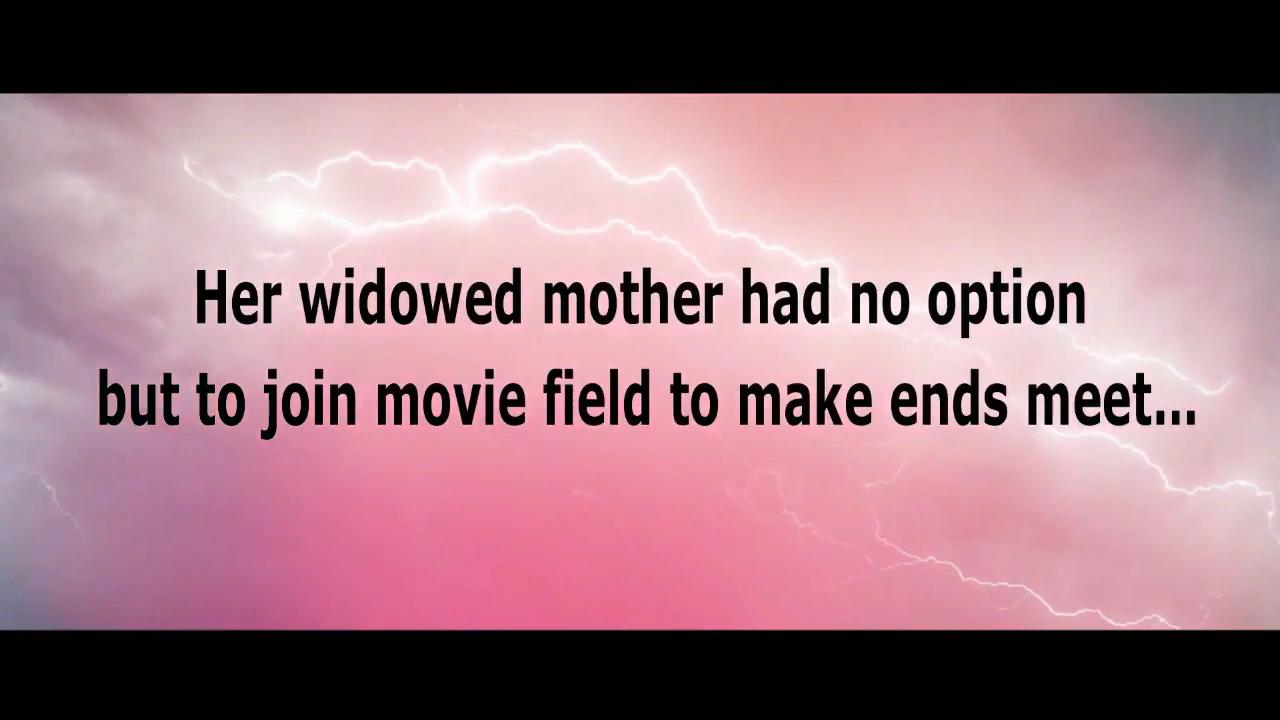 Her widowed mother had no option
but to join movie field to make ends meet...